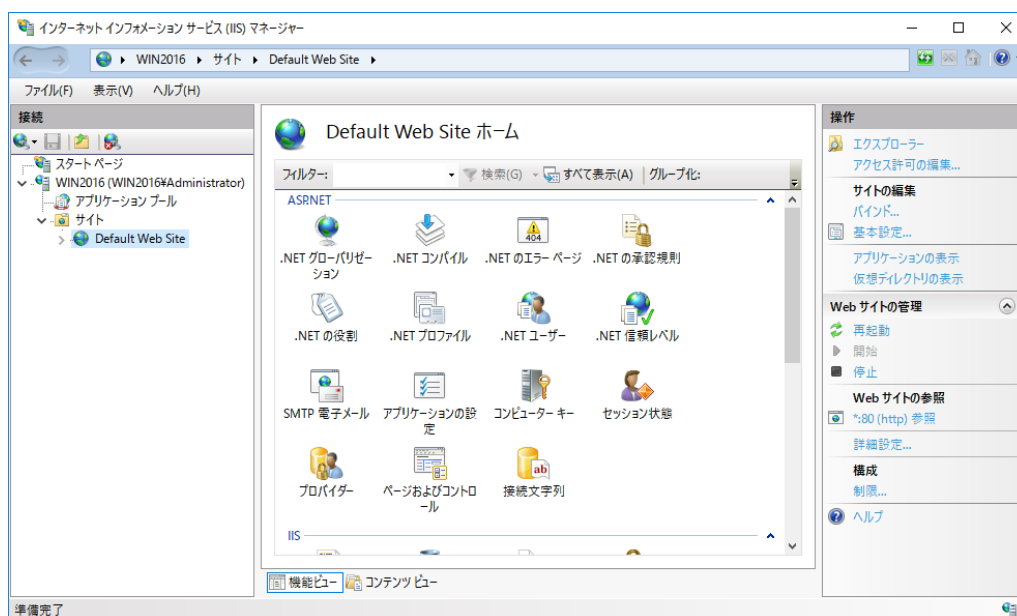 インターネット インフォメーション サービス (IIS) マネージャー
WIN2016 サイト Default Web Site
ファイル(F) 表示(V) ヘルプ(H)
接続
スタート ページ
WIN2016 (WIN2016¥Administrator)
アプリケーション プール
サイト
Default Web Site
Default Web Site ホーム
フィルター: 検索(G) すべて表示(A) グループ化:
ASP.NET
.NET グローバリゼー
ション
.NET コンパイル
.NET のエラー ページ
.NET の承認規則
.NET の役割
.NET プロファイル
.NET ユーザー
.NET 信頼レベル
SMTP 電子メール
アプリケーションの設
定
コンピューター キー
セッション状態
プロバイダー
ページおよびコントロ
ール
接続文字列
ab
404
IIS
機能ビュー コンテンツ ビュー
操作
エクスプローラー
アクセス許可の編集...
サイトの編集
バインド...
基本設定...
アプリケーションの表示
仮想ディレクトリの表示
Web サイトの管理
再起動
開始
停止
Web サイトの参照
*:80 (http) 参照
詳細設定...
構成
制限...
ヘルプ
準備完了